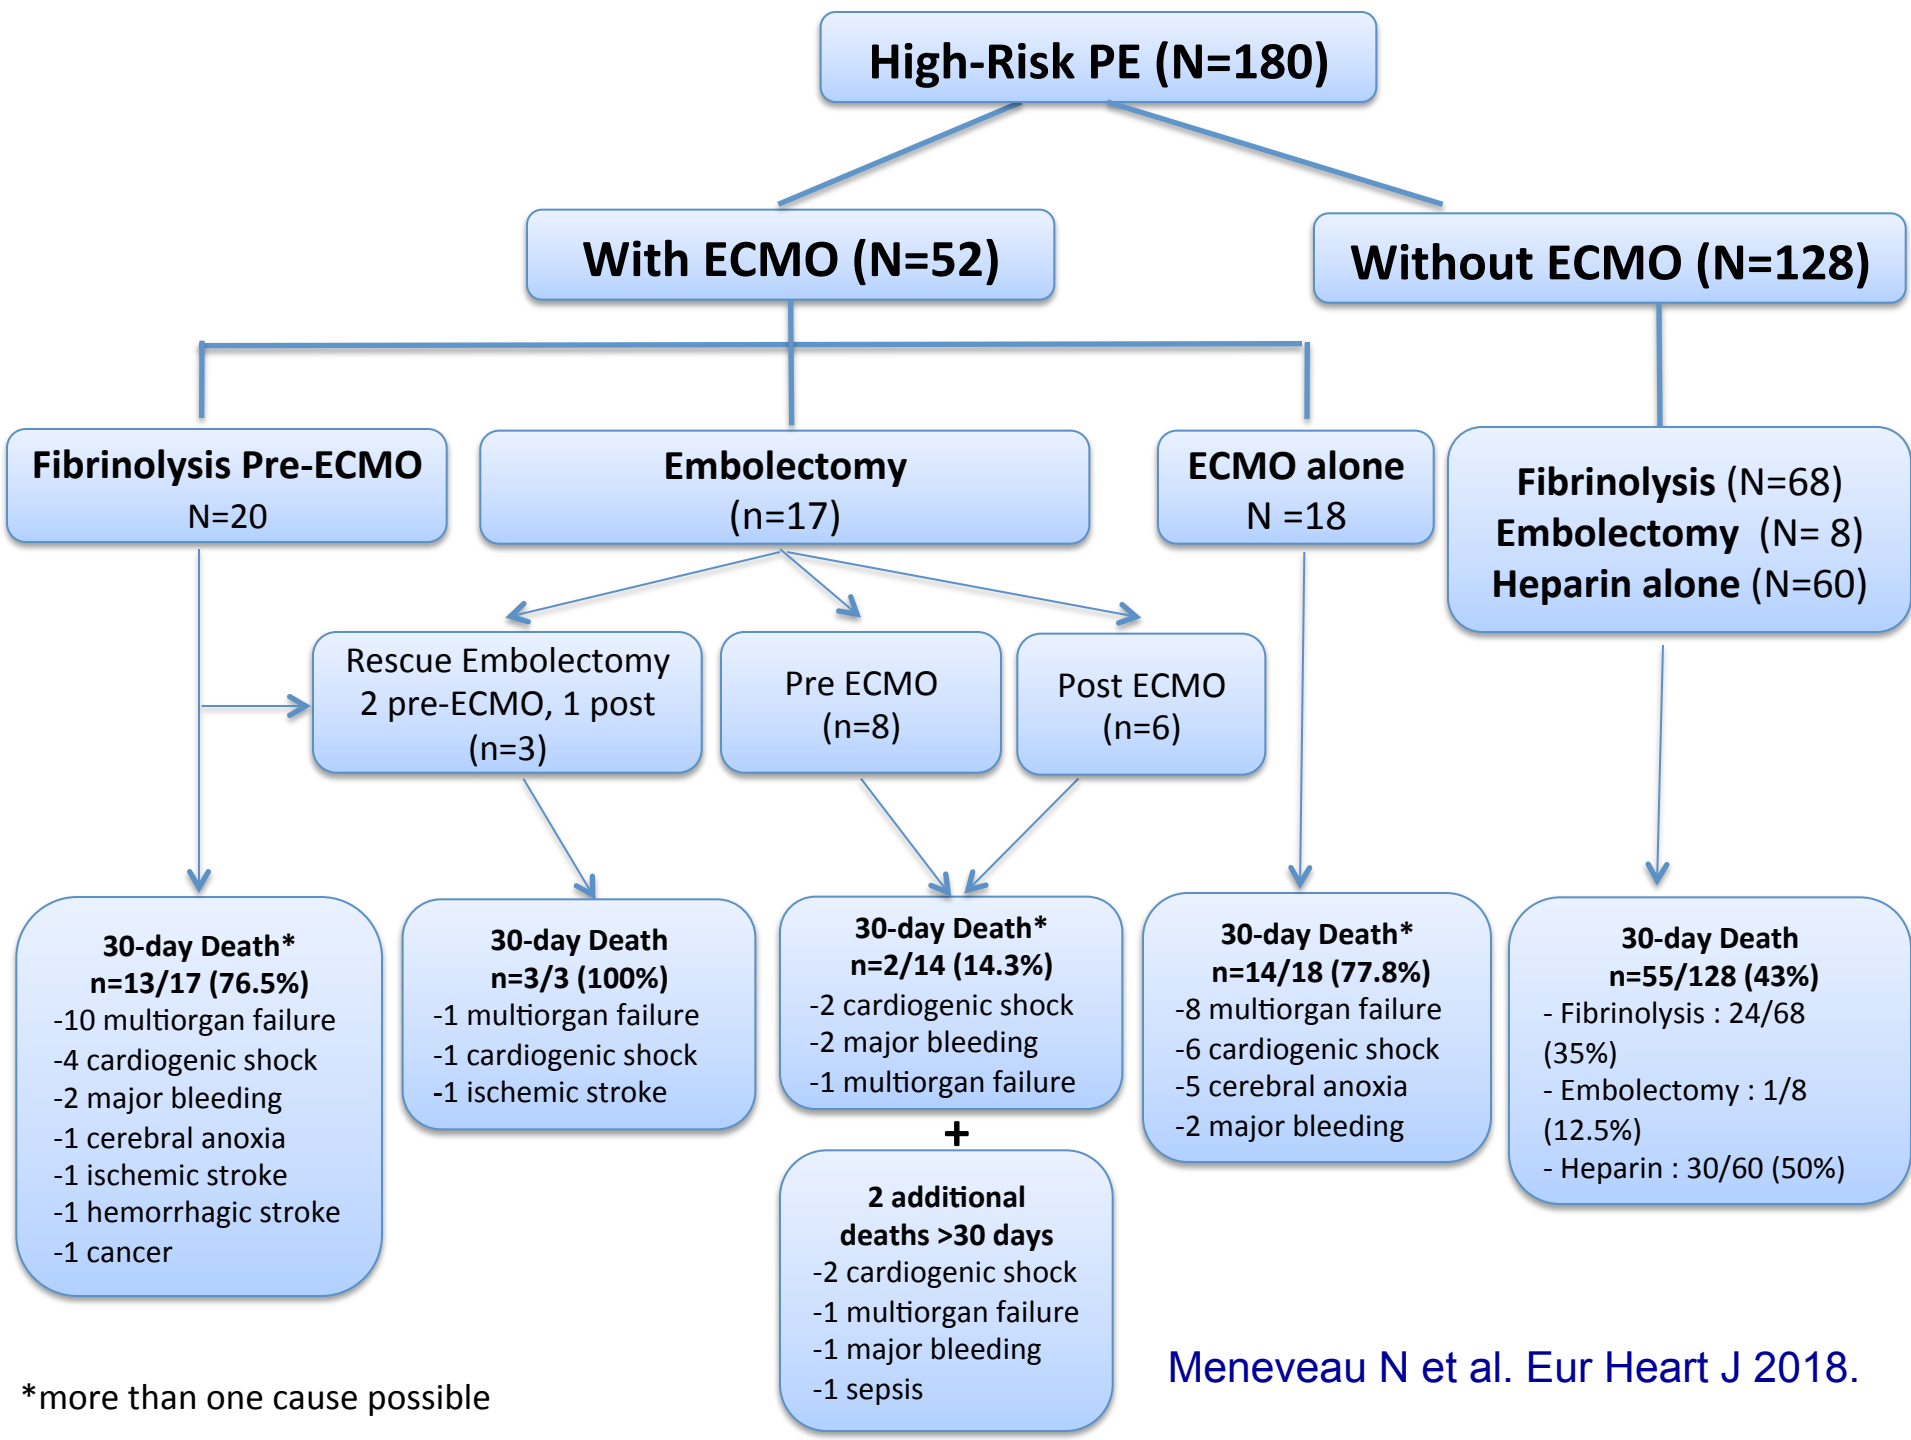 High-Risk PE (N=180)
With ECMO (N=52)
Without ECMO (N=128)
Fibrinolysis Pre-ECMO
N=20
Embolectomy
(n=17)
ECMO alone
N =18
Fibrinolysis (N=68)
Embolectomy (N= 8)
Heparin alone (N=60)
Rescue Embolectomy
2 pre-ECMO, 1 post
(n=3)
Pre ECMO
(n=8)
Post ECMO
(n=6)
30-day Death*
n=13/17 (76.5%)
-10 multiorgan failure
-4 cardiogenic shock
-2 major bleeding
-1 cerebral anoxia
-1 ischemic stroke
-1 hemorrhagic stroke
-1 cancer
30-day Death
n=3/3 (100%)
-1 multiorgan failure
-1 cardiogenic shock
-1 ischemic stroke
30-day Death*
n=2/14 (14.3%)
-2 cardiogenic shock
-2 major bleeding
-1 multiorgan failure
+
2 additional
deaths >30 days
-2 cardiogenic shock
-1 multiorgan failure
-1 major bleeding
-1 sepsis
30-day Death*
n=14/18 (77.8%)
-8 multiorgan failure
-6 cardiogenic shock
-5 cerebral anoxia
-2 major bleeding
30-day Death
n=55/128 (43%)
- Fibrinolysis : 24/68
(35%)
- Embolectomy : 1/8
(12.5%)
- Heparin : 30/60 (50%)
Meneveau N et al. Eur Heart J 2018.
*more than one cause possible